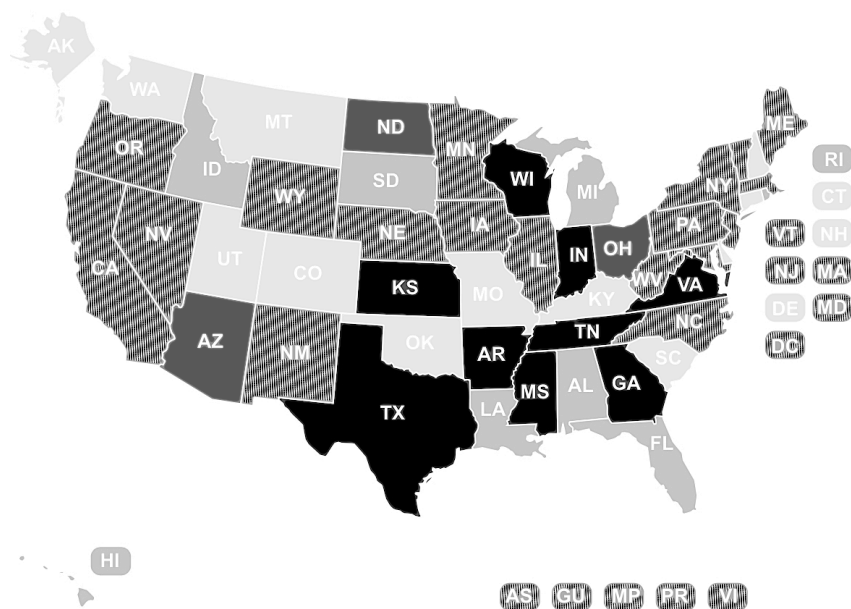 AK
WA
MT
ND
MN
ME
OR
ID
WI
MI
NY
RI
SD
WY
CT
IA
PA
NV
NE
VT
NH
IL
IN
OH
UT
CO
CA
WV
NJ
MA
KS
MO
VA
KY
DE
MD
NC
TN
AZ
OK
DC
NM
AR
SC
MS
AL
GA
TX
LA
FL
HI
AS
GU
MP
PR
VI